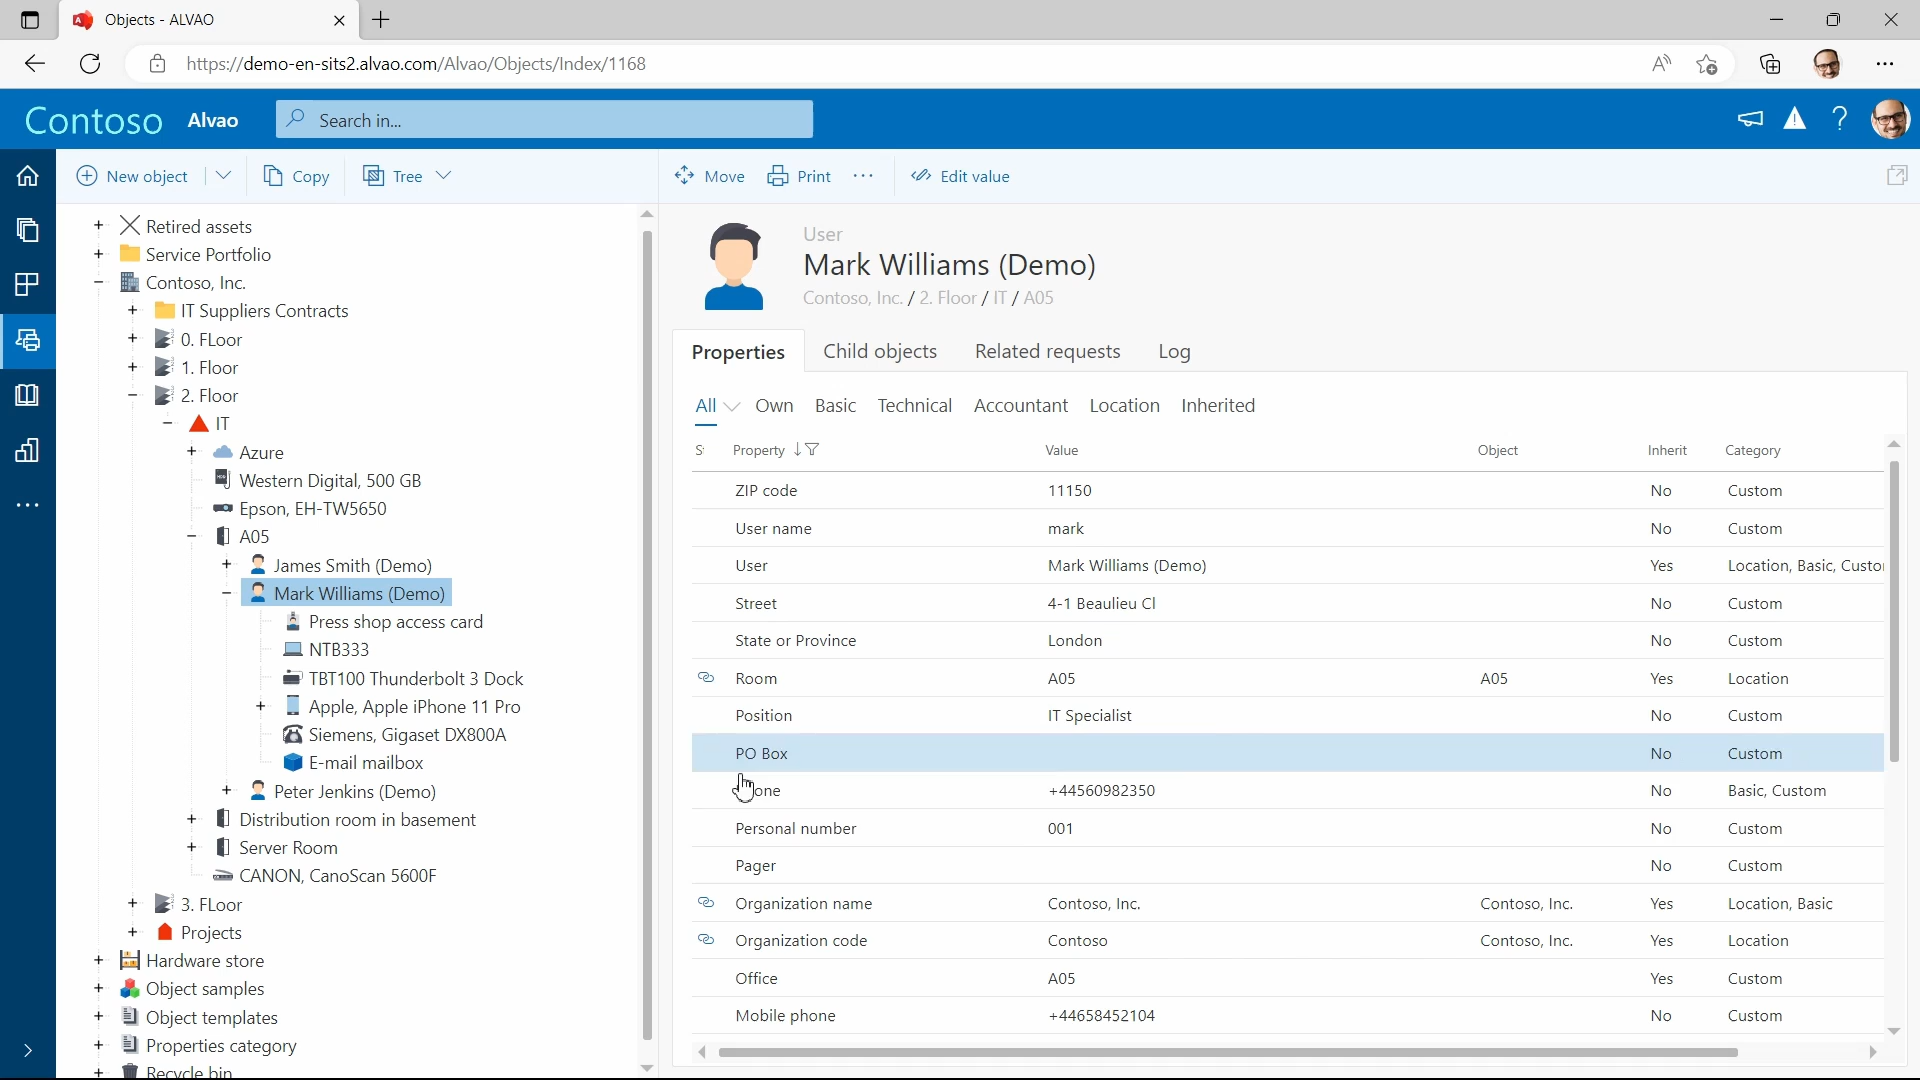 Objects - ALVAO
https://demo-en-sits2.alvao.com/Alvao/Objects/Index/1168
Contoso Alvao Search in...
New object Copy Tree Move Print Edit value
Retired assets
Service Portfolio
Contoso, Inc.
IT Suppliers Contracts
0. FLoor
1. Floor
2. Floor
IT
Azure
Western Digital, 500 GB
Epson, EH-TW5650
A05
James Smith (Demo)
Mark Williams (Demo)
Press shop access card
NTB333
TBT100 Thunderbolt 3 Dock
Apple, Apple iPhone 11 Pro
Siemens, Gigaset DX800A
E-mail mailbox
Peter Jenkins (Demo)
Distribution room in basement
Server Room
CANON, CanoScan 5600F
3. FLoor
Projects
Hardware store
Object samples
Object templates
Properties category
Recycle bin
User
Mark Williams (Demo)
Contoso, Inc. / 2. Floor / IT / A05
Properties Child objects Related requests Log
All Own Basic Technical Accountant Location Inherited
Property Value Object Inherit Category
ZIP code 11150 No Custom
User name mark No Custom
User Mark Williams (Demo) Yes Location, Basic, Custo
Street 4-1 Beaulieu Cl No Custom
State or Province London No Custom
Room A05 A05 Yes Location
Position IT Specialist No Custom
PO Box No Custom
one +44560982350 No Basic, Custom
Personal number 001 No Custom
Pager No Custom
Organization name Contoso, Inc. Contoso, Inc. Yes Location, Basic
Organization code Contoso Contoso, Inc. Yes Location
Office A05 Yes Custom
Mobile phone +44658452104 No Custom